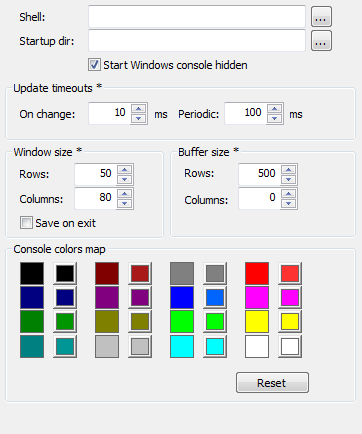 Shell: ...
Startup dir: ...
Start Windows console hidden
Update timeouts *
On change: 10 ms Periodic: 100 ms
Window size * Buffer size *
Rows: 50 Rows: 500
Columns: 80 Columns: 0
Save on exit
Console colors map
Reset